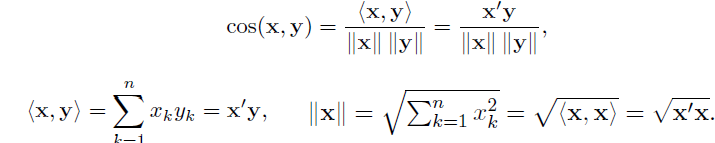 cos(x, y) = ⟨x, y⟩ / (‖x‖ ‖y‖) = x′y / (‖x‖ ‖y‖),
⟨x, y⟩ = ∑_{k=1}^{n} x_k y_k = x′y, ‖x‖ = √(∑_{k=1}^{n} x_k^2) = √⟨x, x⟩ = √x′x.